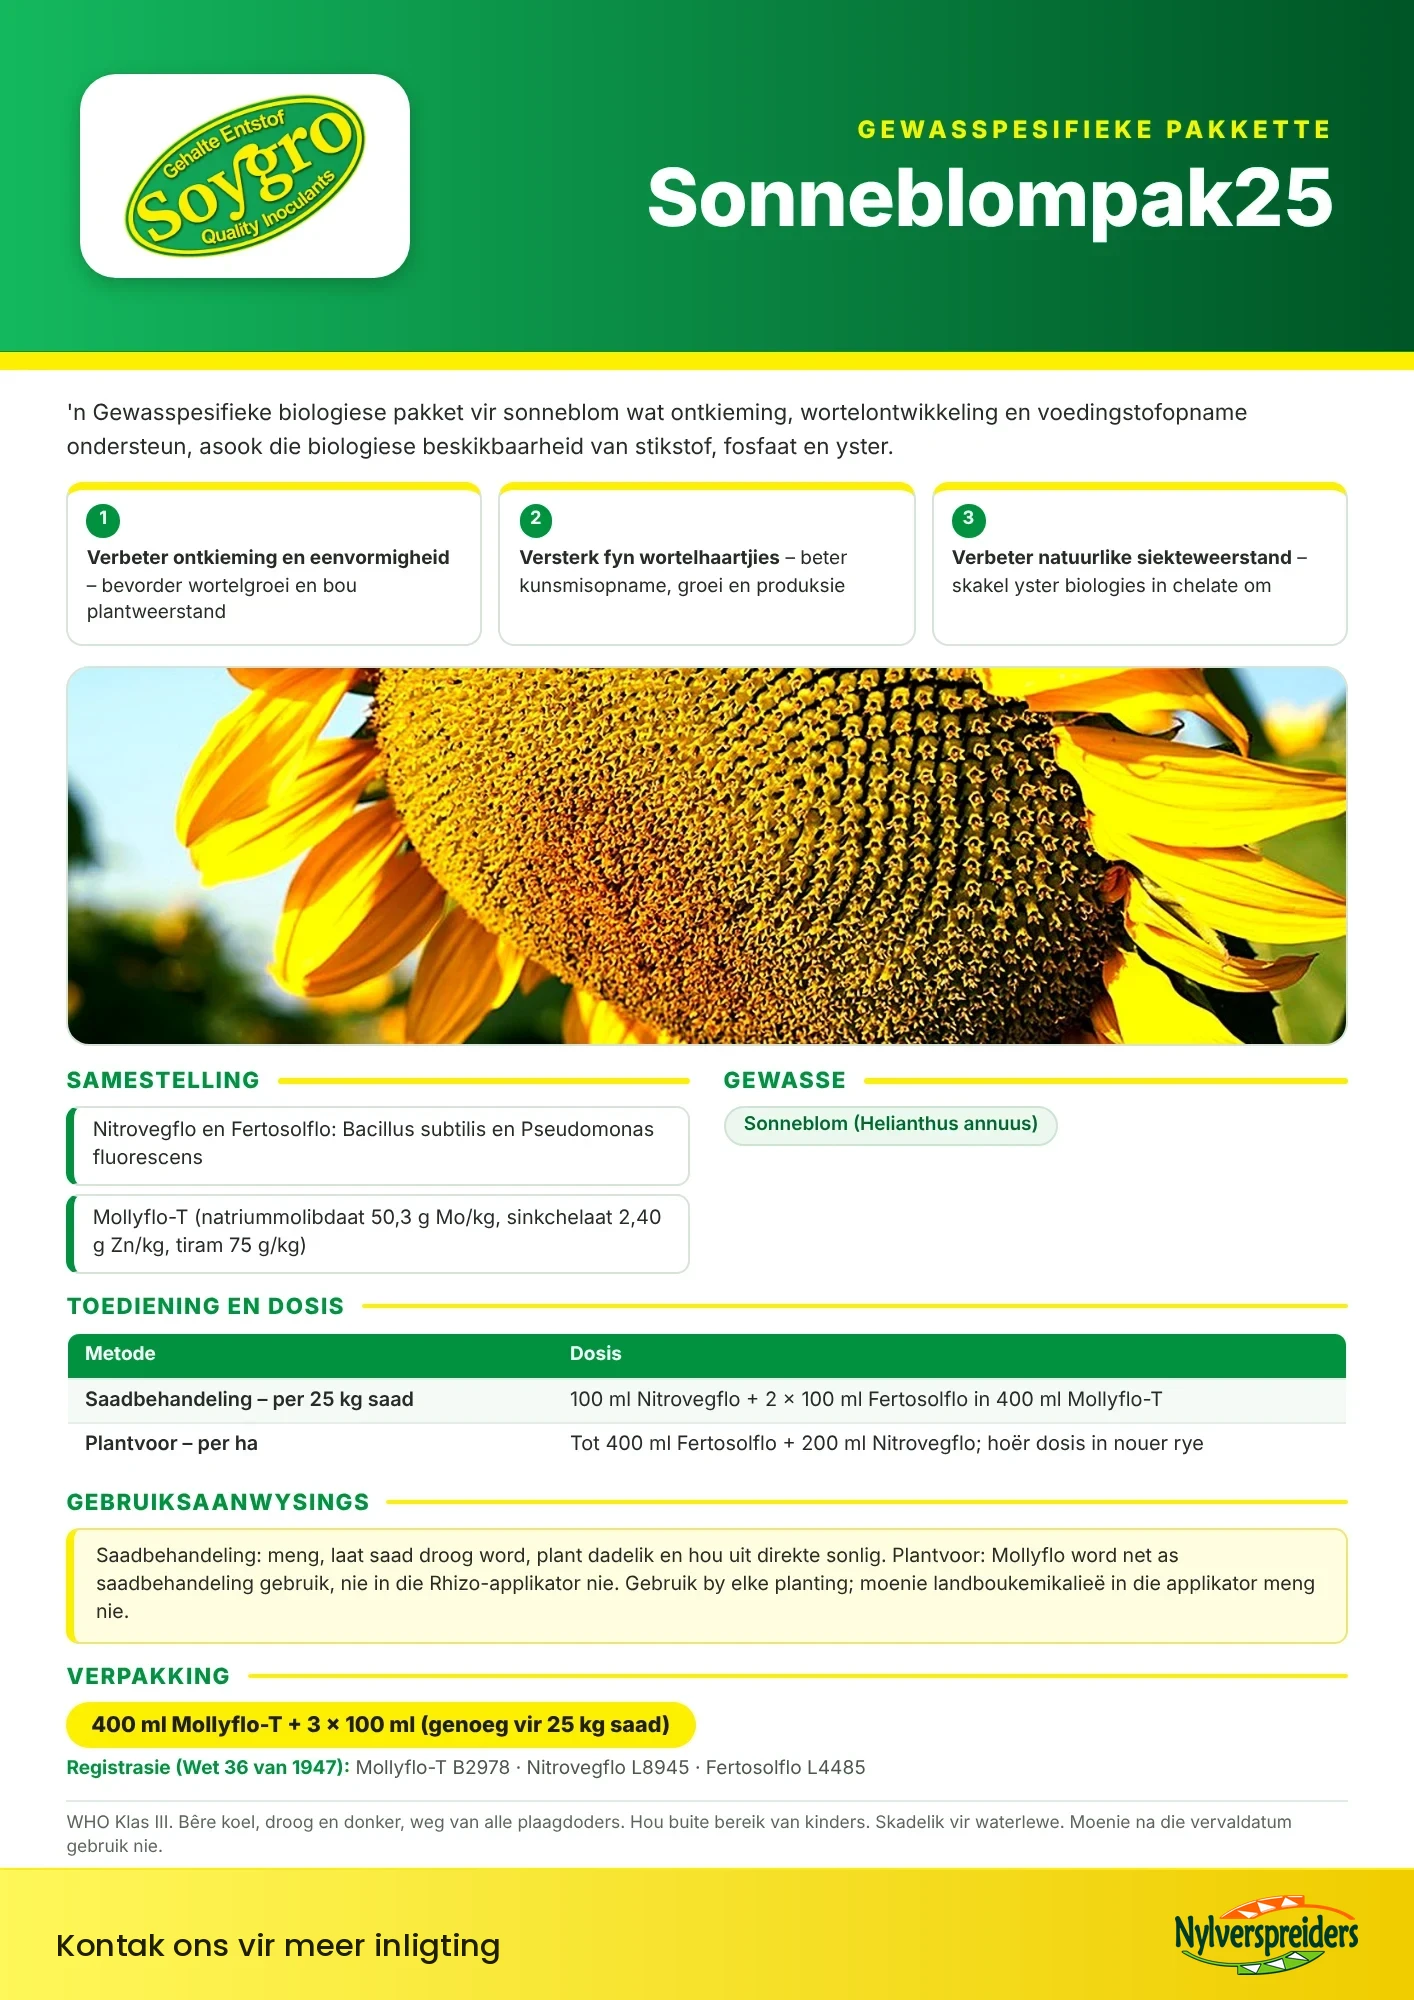 Gehalte Entstof
Soygro
Quality Inoculants
GEWASSPESIFIEKE PAKKETTE
Sonneblompak25
'n Gewasspesifieke biologiese pakket vir sonneblom wat ontkieming, wortelontwikkeling en voedingstofopname
ondersteun, asook die biologiese beskikbaarheid van stikstof, fosfaat en yster.
1
Verbeter ontkieming en eenvormigheid
– bevorder wortelgroei en bou
plantweerstand
2
Versterk fyn wortelhaartjies – beter
kunsmisopname, groei en produksie
3
Verbeter natuurlike siekteweerstand –
skakel yster biologies in chelate om
SAMESTELLING
Nitrovegflo en Fertosolflo: Bacillus subtilis en Pseudomonas
fluorescens
Mollyflo-T (natriummolibdaat 50,3 g Mo/kg, sinkchelaat 2,40
g Zn/kg, tiram 75 g/kg)
GEWASSE
Sonneblom (Helianthus annuus)
TOEDIENING EN DOSIS
Metode Dosis
Saadbehandeling – per 25 kg saad 100 ml Nitrovegflo + 2 × 100 ml Fertosolflo in 400 ml Mollyflo-T
Plantvoor – per ha Tot 400 ml Fertosolflo + 200 ml Nitrovegflo; hoër dosis in nouer rye
GEBRUIKSAANWYSINGS
Saadbehandeling: meng, laat saad droog word, plant dadelik en hou uit direkte sonlig. Plantvoor: Mollyflo word net as
saadbehandeling gebruik, nie in die Rhizo-applikator nie. Gebruik by elke planting; moenie landboukemikalieë in die applikator meng
nie.
VERPAKKING
400 ml Mollyflo-T + 3 × 100 ml (genoeg vir 25 kg saad)
Registrasie (Wet 36 van 1947): Mollyflo-T B2978 · Nitrovegflo L8945 · Fertosolflo L4485
WHO Klas III. Bêre koel, droog en donker, weg van alle plaagdoders. Hou buite bereik van kinders. Skadelik vir waterlewe. Moenie na die vervaldatum
gebruik nie.
Kontak ons vir meer inligting
Nylverspreiders